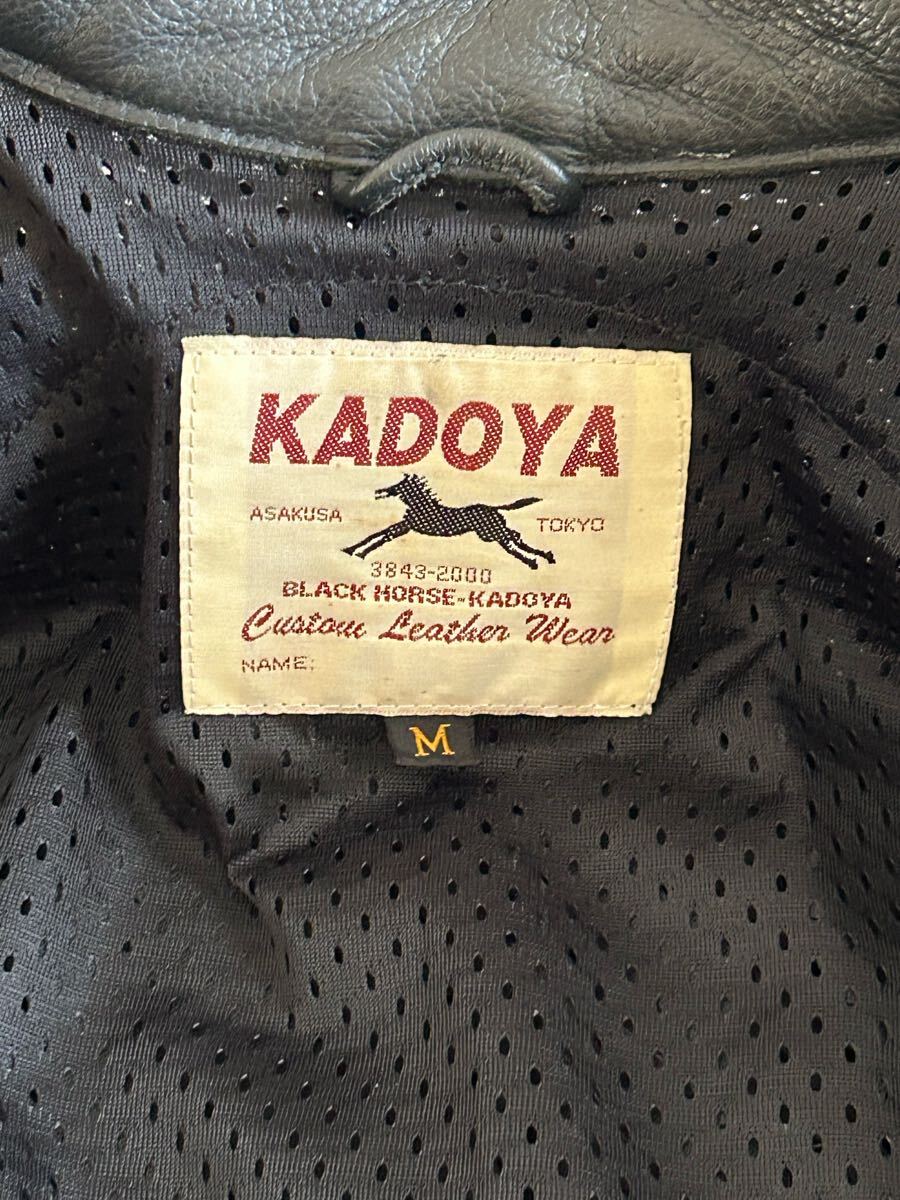 KADOYA
ASAKUSA TOKYO
3843-2000
BLACK HORSE-KADOYA
Custom Leather Wear
NAME:
M